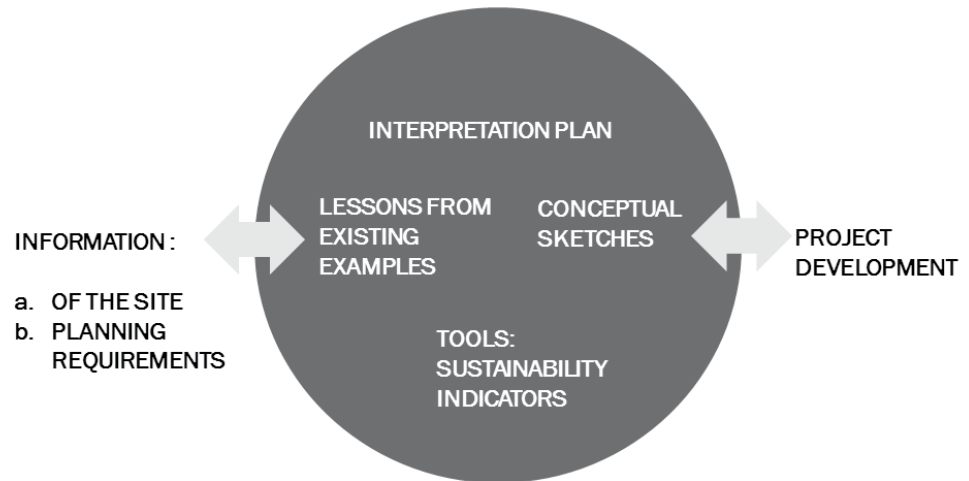 INTERPRETATION PLAN
LESSONS FROM
EXISTING
EXAMPLES
CONCEPTUAL
SKETCHES
TOOLS:
SUSTAINABILITY
INDICATORS
INFORMATION :
a. OF THE SITE
b. PLANNING
REQUIREMENTS
PROJECT
DEVELOPMENT